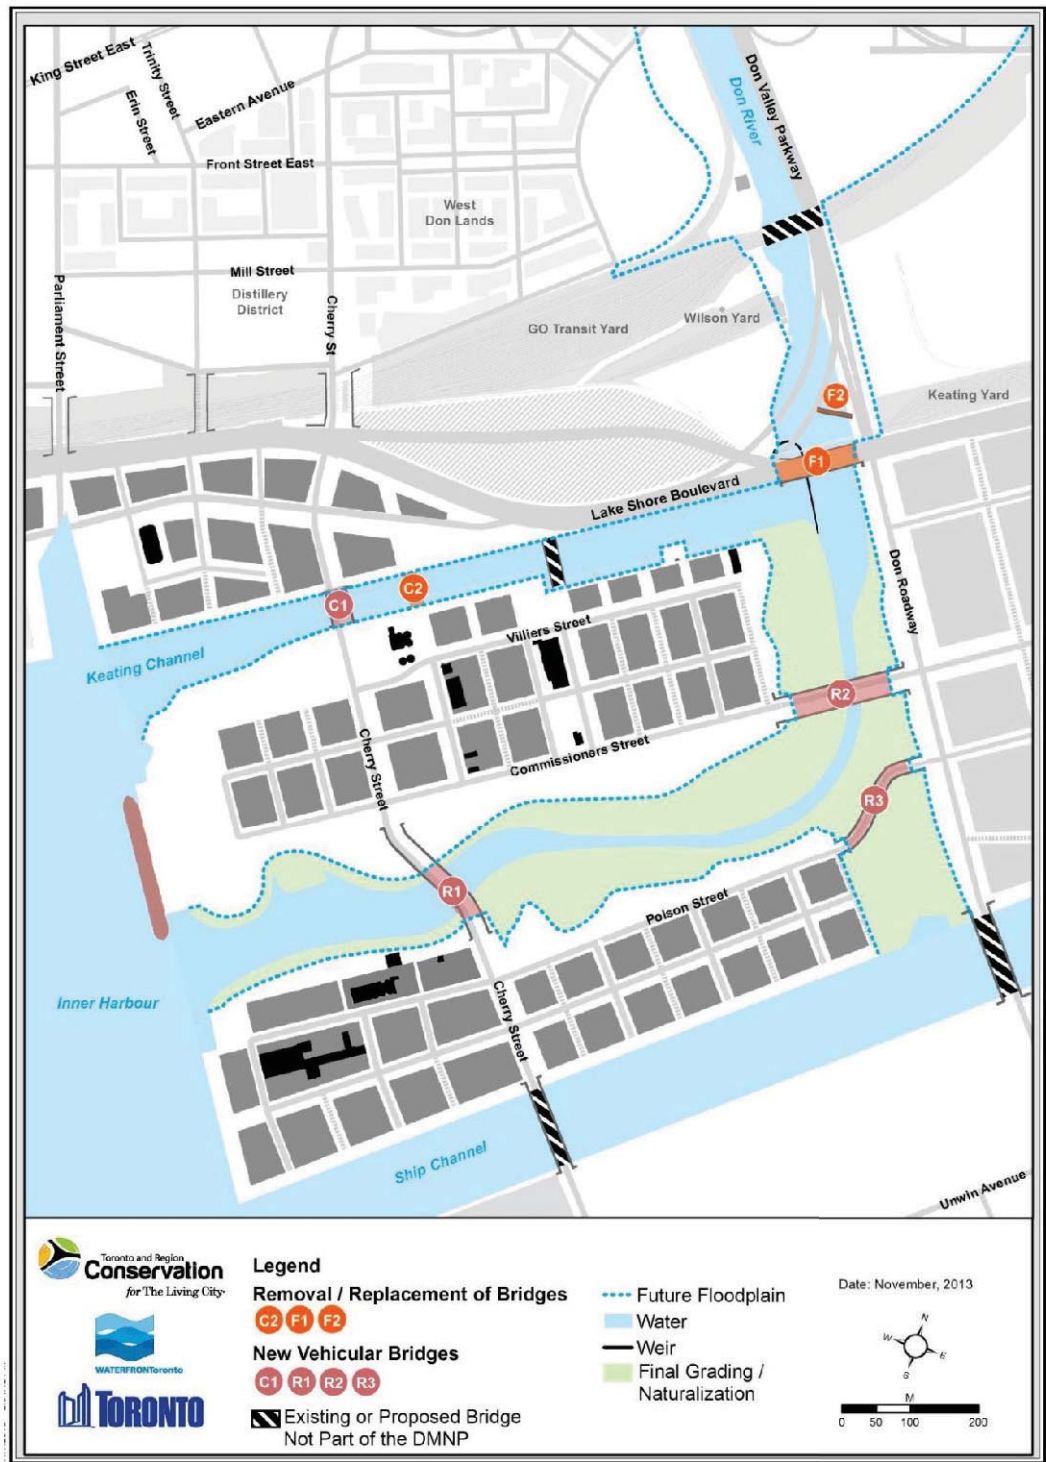 King Street East
Trinity Street
Erin Street
Eastern Avenue
Front Street East
Don River
Don Valley Parkway
West
Don Lands
Mill Street
Distillery
District
Parliament Street
Cherry St
GO Transit Yard
Wilson Yard
Keating Yard
F2
F1
Lake Shore Boulevard
Don Roadway
C1
C2
Villiers Street
Keating Channel
R2
Cherry Street
Commissioners Street
R3
R1
Polson Street
Inner Harbour
Cherry Street
Ship Channel
Unwin Avenue
Toronto and Region
Conservation
for The Living City
WATERFRONToronto
TORONTO
Legend
Removal / Replacement of Bridges
C2 F1 F2
New Vehicular Bridges
C1 R1 R2 R3
Existing or Proposed Bridge
Not Part of the DMNP
Future Floodplain
Water
Weir
Final Grading /
Naturalization
Date: November, 2013
N
W
E
S
M
0 50 100 200